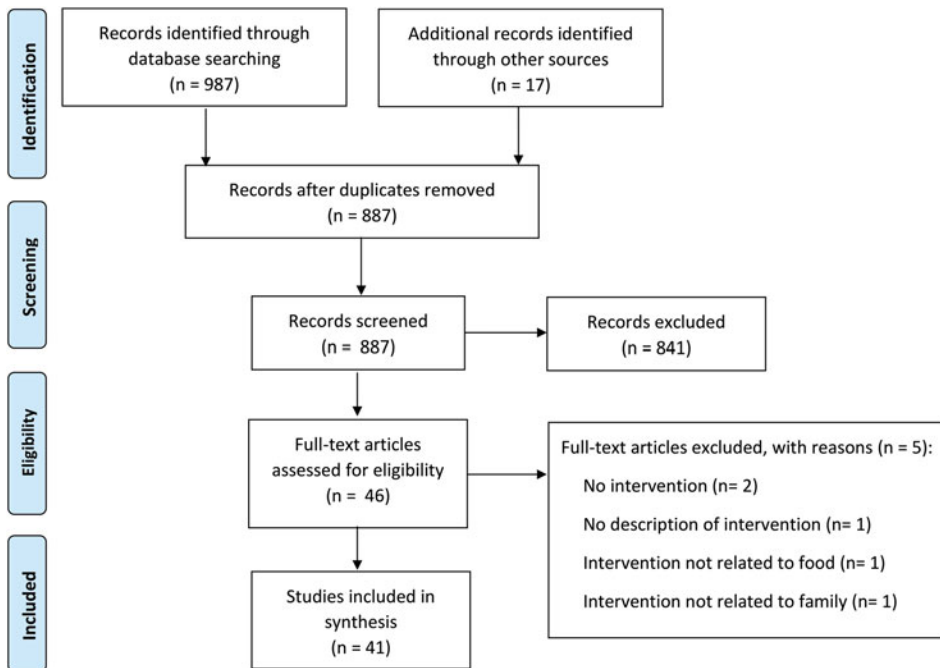 Identification
Records identified through
database searching
(n = 987)
Additional records identified
through other sources
(n = 17)
Records after duplicates removed
(n = 887)
Screening
Records screened
(n = 887)
Records excluded
(n = 841)
Eligibility
Full-text articles
assessed for eligibility
(n = 46)
Full-text articles excluded, with reasons (n = 5):
No intervention (n= 2)
No description of intervention (n= 1)
Intervention not related to food (n= 1)
Intervention not related to family (n= 1)
Included
Studies included in
synthesis
(n = 41)